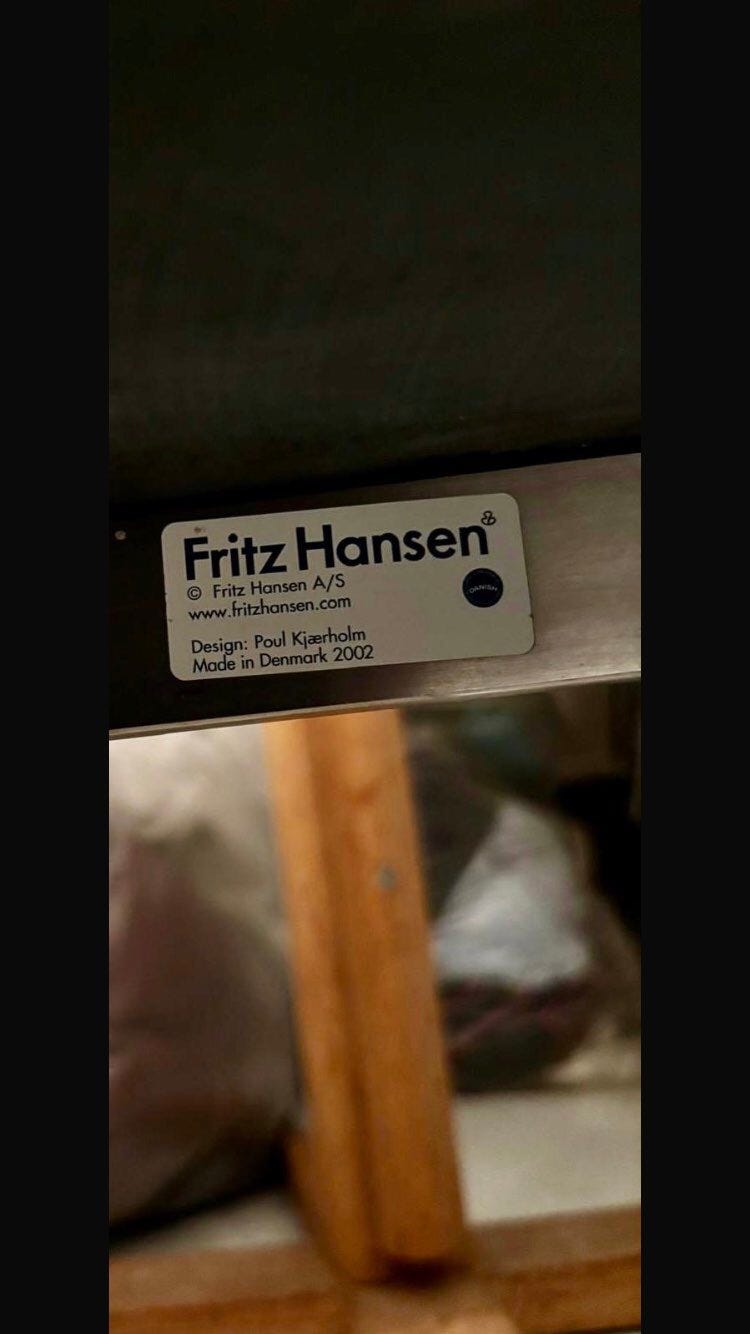 Fritz Hansen
© Fritz Hansen A/S
www.fritzhansen.com
DANISH
Design: Poul Kjærholm
Made in Denmark 2002